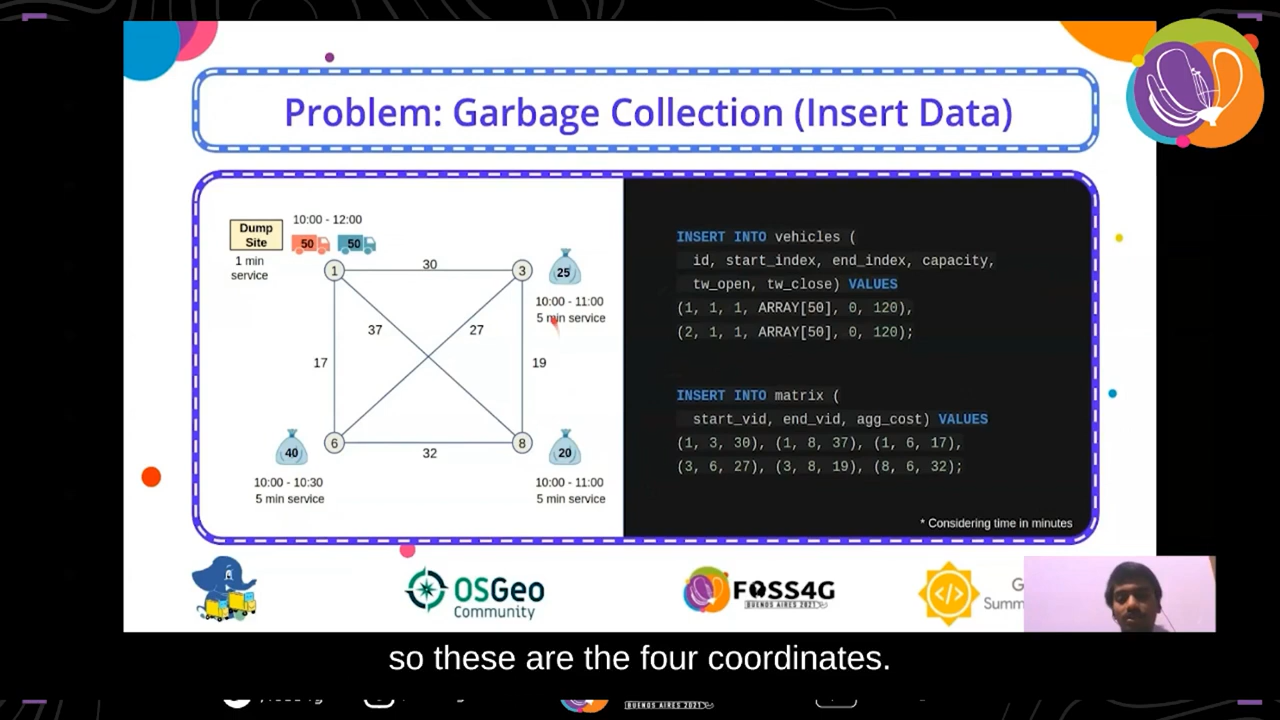 Problem: Garbage Collection (Insert Data)
Dump
Site
1 min
service
10:00 - 12:00
50
50
1
30
3
25
10:00 - 11:00
5 min service
37
27
17
19
6
32
8
40
10:00 - 10:30
5 min service
20
10:00 - 11:00
5 min service
INSERT INTO vehicles (
id, start_index, end_index, capacity,
tw_open, tw_close) VALUES
(1, 1, 1, ARRAY[50], 0, 120),
(2, 1, 1, ARRAY[50], 0, 120);
INSERT INTO matrix (
start_vid, end_vid, agg_cost) VALUES
(1, 3, 30), (1, 8, 37), (1, 6, 17),
(3, 6, 27), (3, 8, 19), (8, 6, 32);
* Considering time in minutes
OSGeo
Community
FOSS4G
BUENOS AIRES 2021
</>
G
Summ
so these are the four coordinates.
BUENOS AIRES 2021